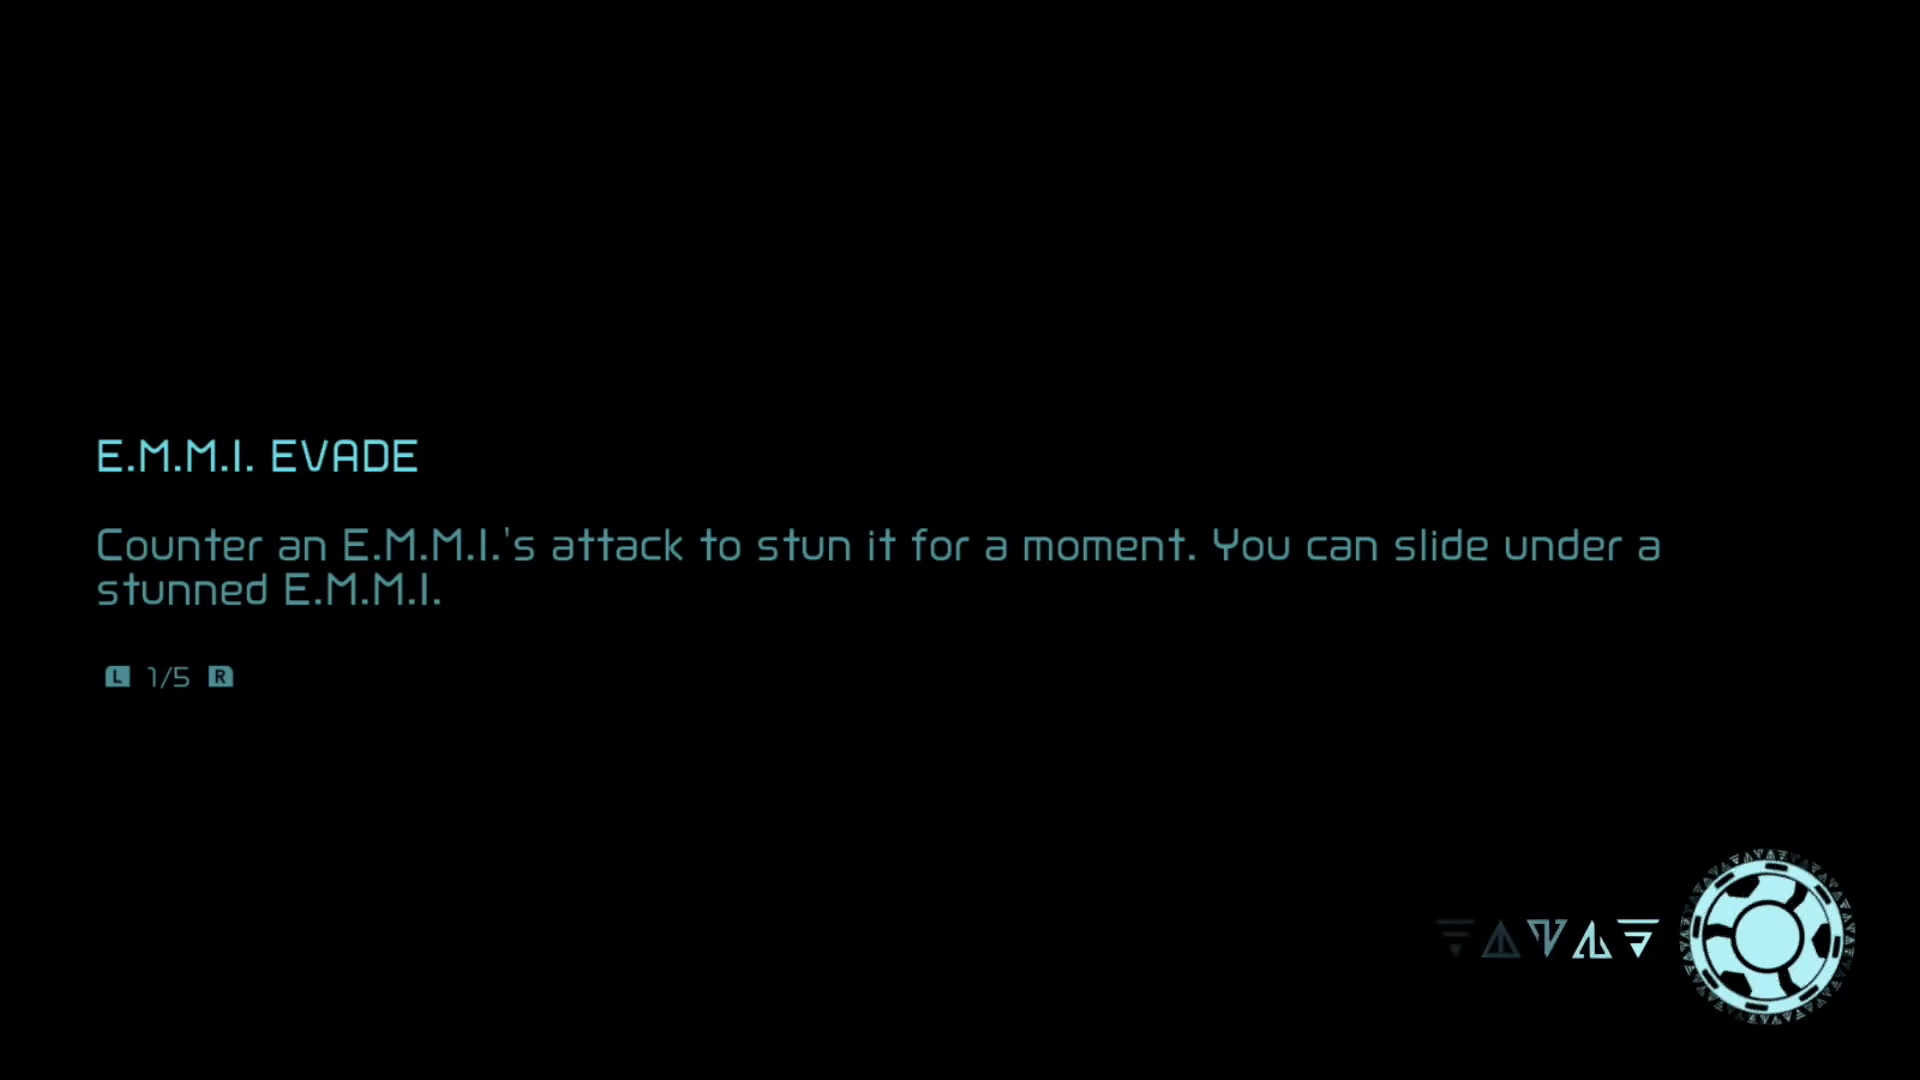 E.M.M.I. EVADE
Counter an E.M.M.I.'s attack to stun it for a moment. You can slide under a
stunned E.M.M.I.
L 1/5 R